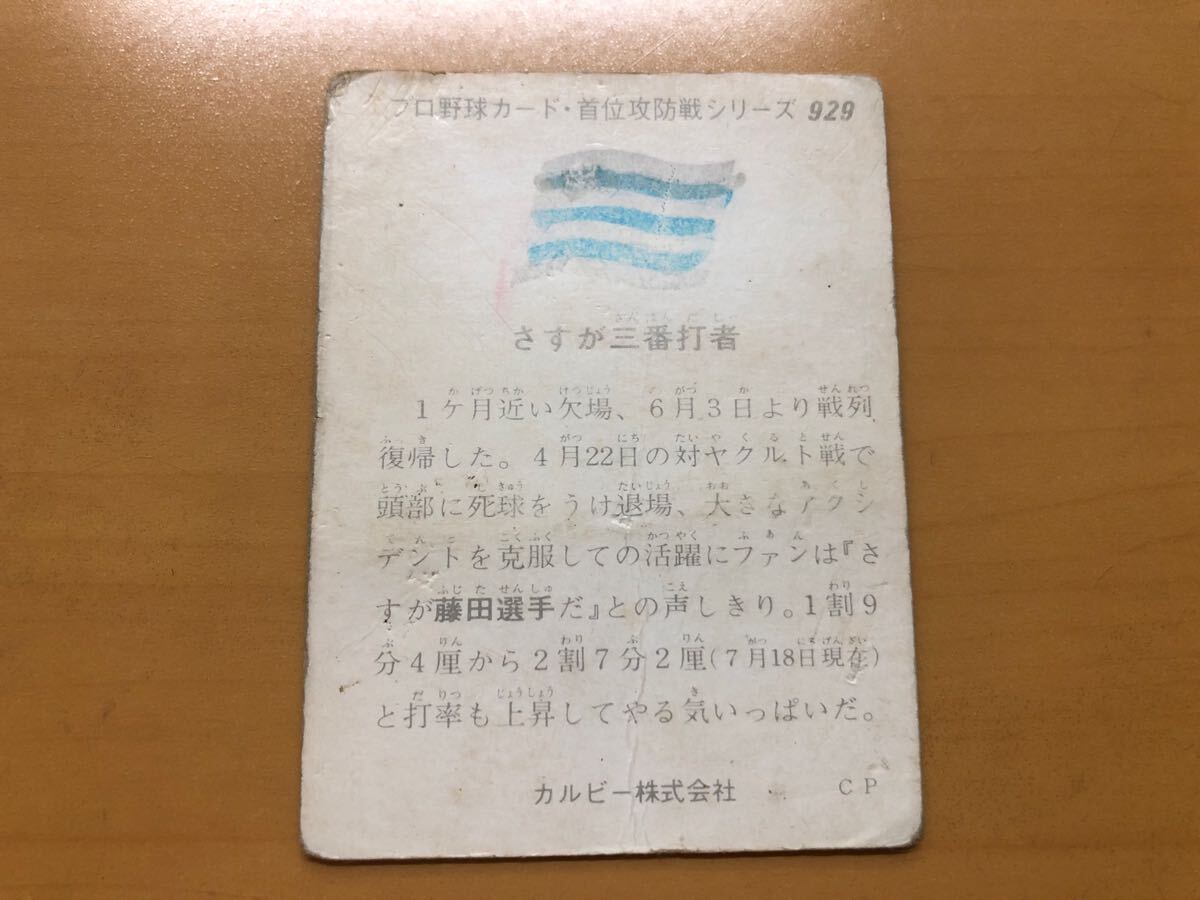 プロ野球カード・首位攻防戦シリーズ 929
さすが三番打者
1ケ月近い欠場、6月3日より戦列
復帰した。4月22日の対ヤクルト戦で
頭部に死球をうけ退場、大きなアクシ
デントを克服しての活躍にファンは『さ
すが藤田選手だ』との声しきり。1割9
分4厘から2割7分2厘(7月18日現在)
と打率も上昇してやる気いっぱいだ。
カルビー株式会社 CP